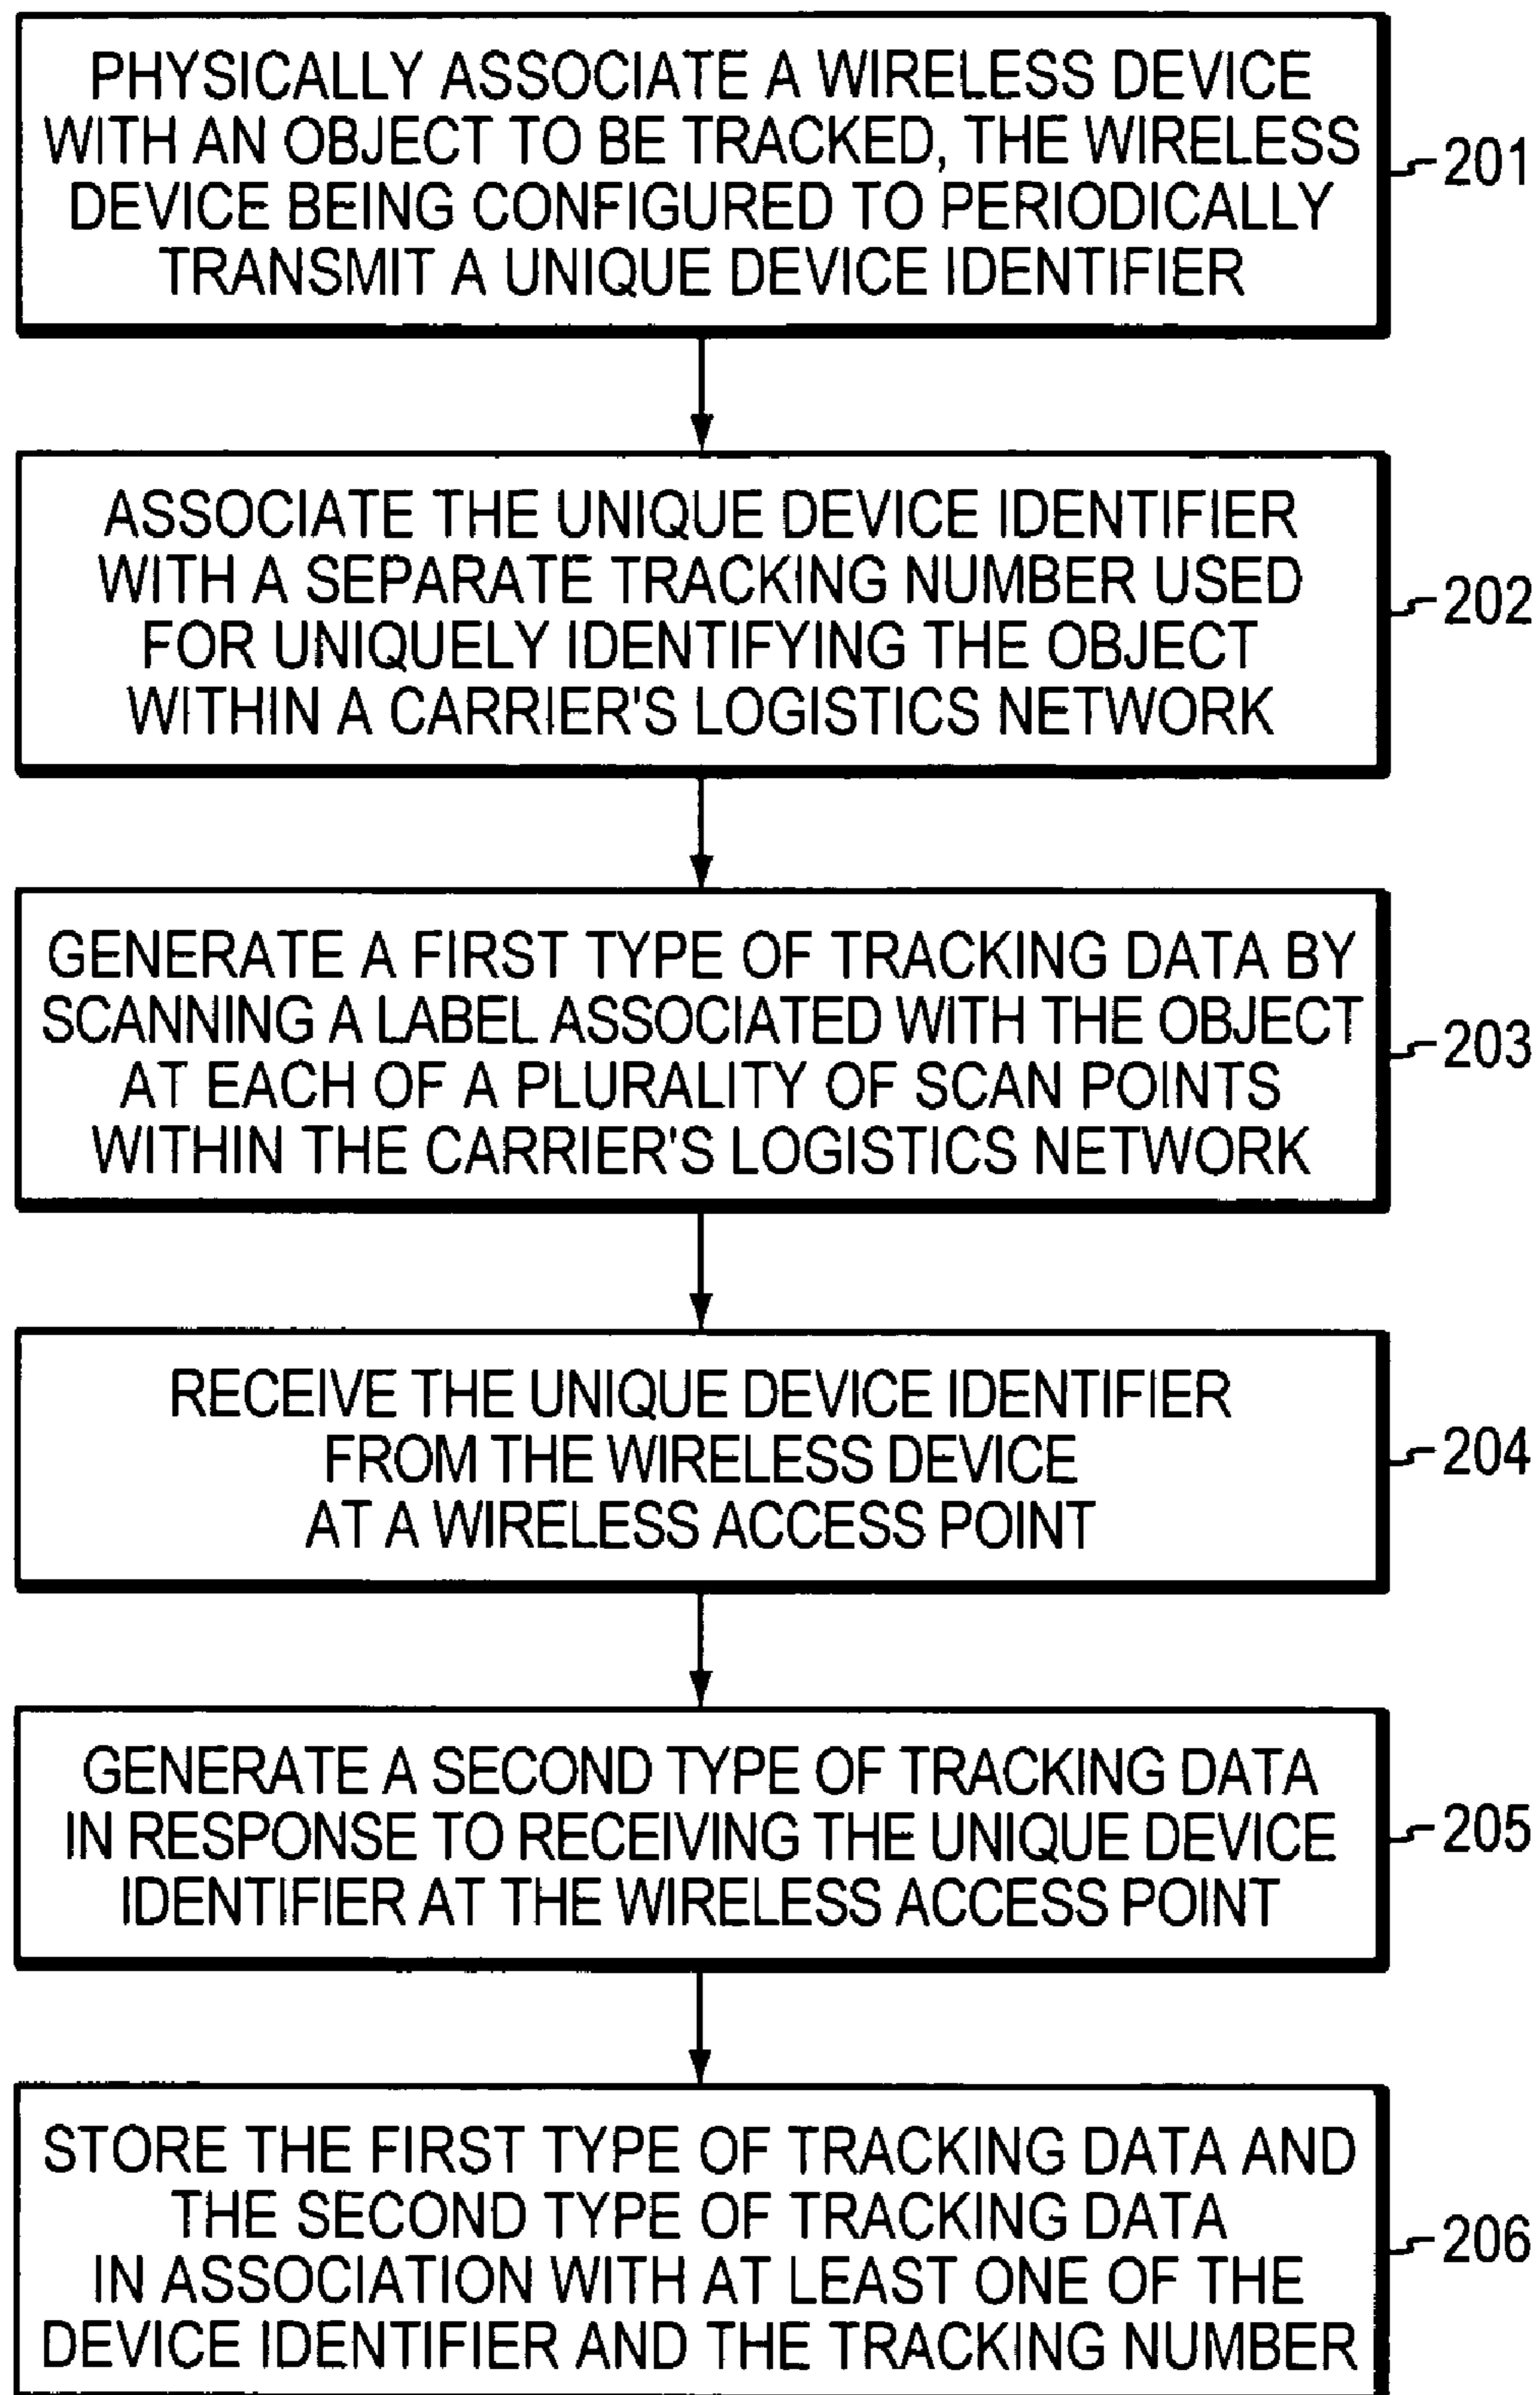 PHYSICALLY ASSOCIATE A WIRELESS DEVICE
WITH AN OBJECT TO BE TRACKED, THE WIRELESS
DEVICE BEING CONFIGURED TO PERIODICALLY
TRANSMIT A UNIQUE DEVICE IDENTIFIER
201
ASSOCIATE THE UNIQUE DEVICE IDENTIFIER
WITH A SEPARATE TRACKING NUMBER USED
FOR UNIQUELY IDENTIFYING THE OBJECT
WITHIN A CARRIER'S LOGISTICS NETWORK
202
GENERATE A FIRST TYPE OF TRACKING DATA BY
SCANNING A LABEL ASSOCIATED WITH THE OBJECT
AT EACH OF A PLURALITY OF SCAN POINTS
WITHIN THE CARRIER'S LOGISTICS NETWORK
203
RECEIVE THE UNIQUE DEVICE IDENTIFIER
FROM THE WIRELESS DEVICE
AT A WIRELESS ACCESS POINT
204
GENERATE A SECOND TYPE OF TRACKING DATA
IN RESPONSE TO RECEIVING THE UNIQUE DEVICE
IDENTIFIER AT THE WIRELESS ACCESS POINT
205
STORE THE FIRST TYPE OF TRACKING DATA AND
THE SECOND TYPE OF TRACKING DATA
IN ASSOCIATION WITH AT LEAST ONE OF THE
DEVICE IDENTIFIER AND THE TRACKING NUMBER
206